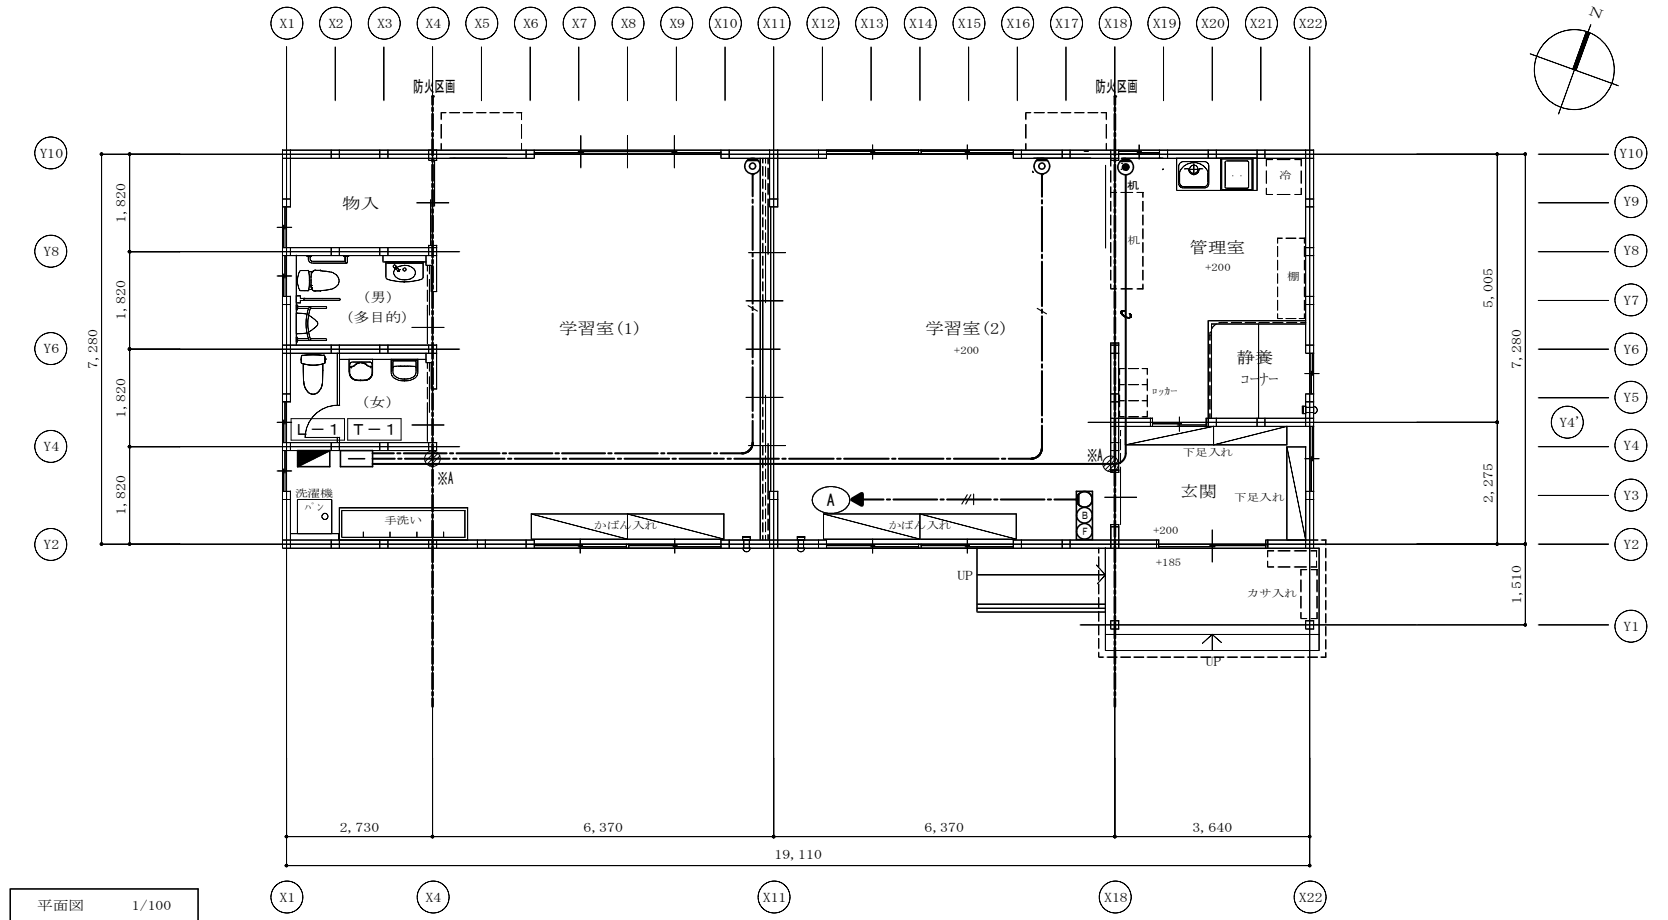 X1 X2 X3 X4 X5 X6 X7 X8 X9 X10 X11 X12 X13 X14 X15 X16 X17 X18 X19 X20 X21 X22
N
防火区画 防火区画
Y10 Y10
1,820
物入
机
冷
Y9
Y8 Y8
管理室
+200
机
棚
1,820
(男)
(多目的)
Y7
5,005
学習室(1)
学習室(2)
+200
Y6 Y6
7,280
7,280
静養
コーナー
ロッカー
1,820
(女)
Y5
L-1 T-1
Y4'
Y4 Y4
※A
※A
下足入れ
洗濯機
パン
1,820
手洗い
かばん入れ
A
かばん入れ
B
F
玄関
下足入れ
2,275
Y3
+200
Y2 Y2
+185
UP
カサ入れ
1,510
Y1
UP
2,730 6,370 6,370 3,640
19,110
X1 X4 X11 X18 X22
平面図 1/100